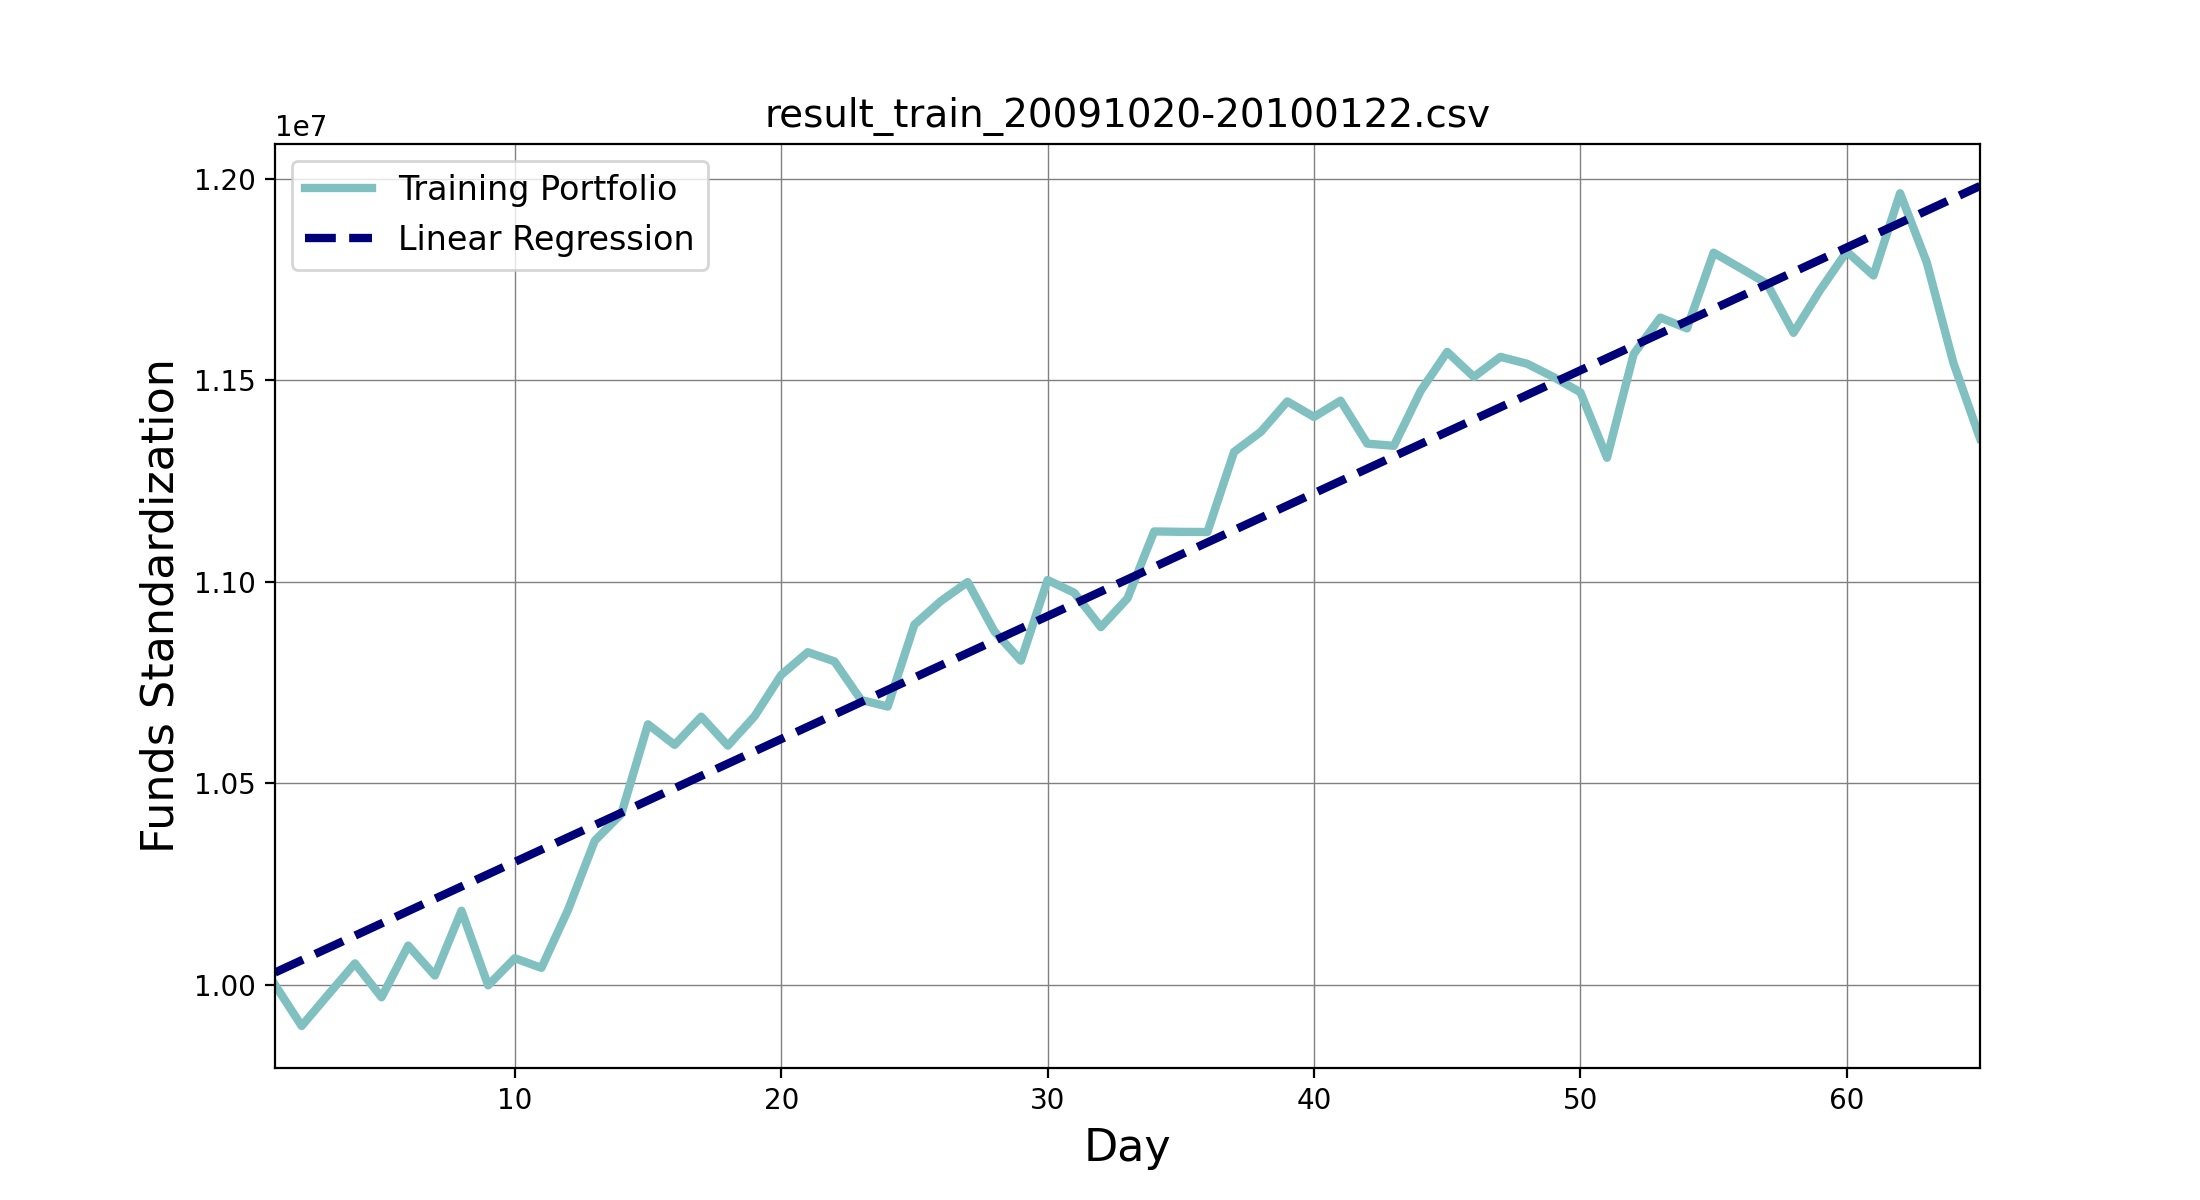 result_train_20091020-20100122.csv
1e7
Training Portfolio
Linear Regression
1.20
1.15
1.10
1.05
1.00
Funds Standardization
10 20 30 40 50 60
Day